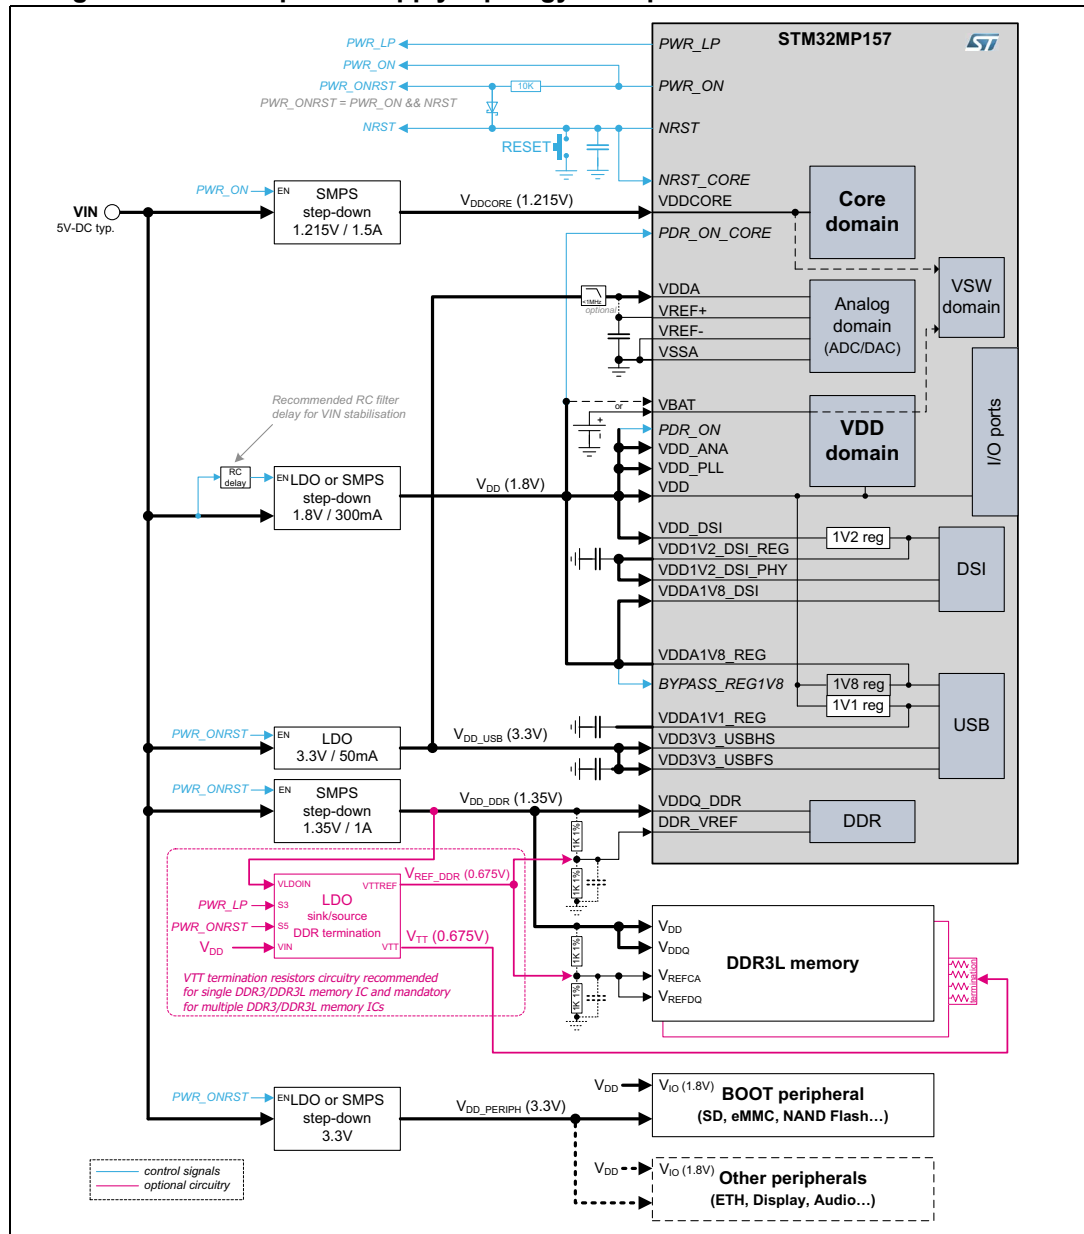 PWR_LP
PWR_ON
PWR_ONRST
PWR_ONRST = PWR_ON && NRST
NRST
10K
RESET
STM32MP157
ST
PWR_LP
PWR_ON
NRST
NRST_CORE
VDDCORE
PDR_ON_CORE
Core
domain
VSW
domain
VIN
5V-DC typ.
PWR_ON
EN
SMPS
step-down
1.215V / 1.5A
VDDCORE (1.215V)
<1MHz
optional
VDDA
VREF+
VREF-
VSSA
Analog
domain
(ADC/DAC)
I/O ports
Recommended RC filter
delay for VIN stabilisation
RC
delay
EN
LDO or SMPS
step-down
1.8V / 300mA
VDD (1.8V)
or
+
VBAT
PDR_ON
VDD_ANA
VDD_PLL
VDD
VDD
domain
VDD_DSI
VDD1V2_DSI_REG
VDD1V2_DSI_PHY
VDDA1V8_DSI
1V2 reg
DSI
VDDA1V8_REG
BYPASS_REG1V8
1V8 reg
1V1 reg
VDDA1V1_REG
VDD3V3_USBHS
VDD3V3_USBFS
USB
PWR_ONRST
EN
LDO
3.3V / 50mA
VDD_USB (3.3V)
PWR_ONRST
EN
SMPS
step-down
1.35V / 1A
VDD_DDR (1.35V)
VDDQ_DDR
DDR_VREF
DDR
1K 1%
1K 1%
VREF_DDR (0.675V)
VLDOIN
VTTREF
LDO
sink/source
DDR termination
PWR_LP
S3
PWR_ONRST
S5
VDD
VIN
VTT
VTT (0.675V)
VTT termination resistors circuitry recommended
for single DDR3/DDR3L memory IC and mandatory
for multiple DDR3/DDR3L memory ICs
1K 1%
1K 1%
VDD
VDDQ
VREFCA
VREFDQ
DDR3L memory
termination
PWR_ONRST
EN
LDO or SMPS
step-down
3.3V
VDD_PERIPH (3.3V)
VDD
VIO (1.8V)
BOOT peripheral
(SD, eMMC, NAND Flash...)
VDD
VIO (1.8V)
Other peripherals
(ETH, Display, Audio...)
control signals
optional circuitry